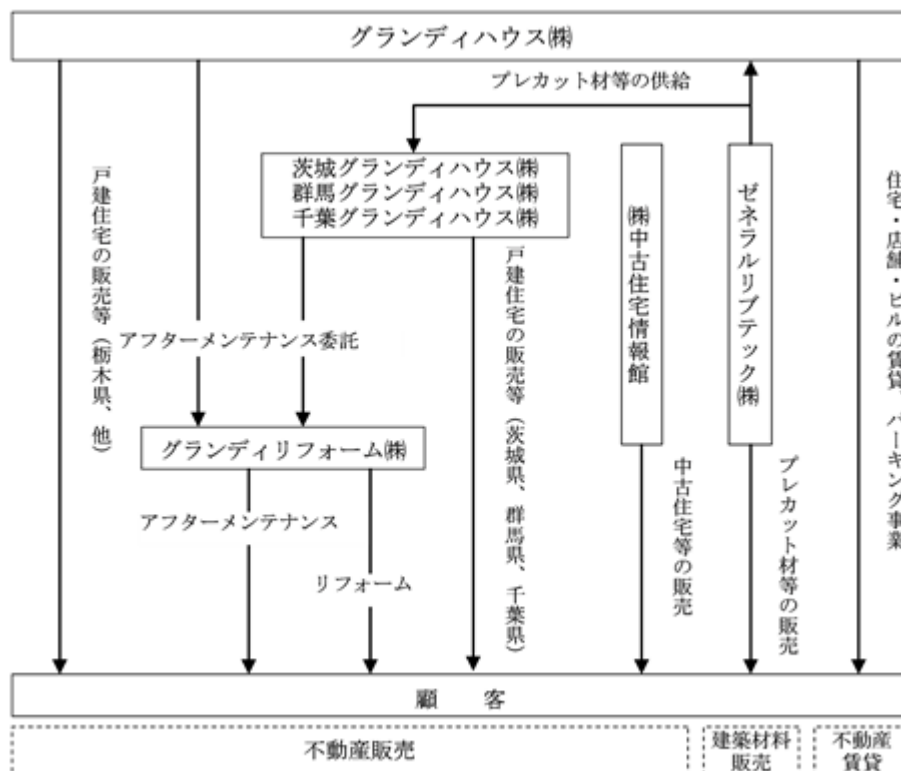 グランディハウス㈱
プレカット材等の供給
茨城グランディハウス㈱
群馬グランディハウス㈱
千葉グランディハウス㈱
㈱中古住宅情報館
ゼネラルリブテック㈱
戸建住宅の販売等（栃木県、他）
アフターメンテナンス委託
戸建住宅の販売等（茨城県、群馬県、千葉県）
住宅・店舗・ビルの賃貸、パーキング事業
グランディリフォーム㈱
アフターメンテナンス
リフォーム
中古住宅等の販売
プレカット材等の販売
顧　客
不動産販売
建築材料
販売
不動産
賃貸